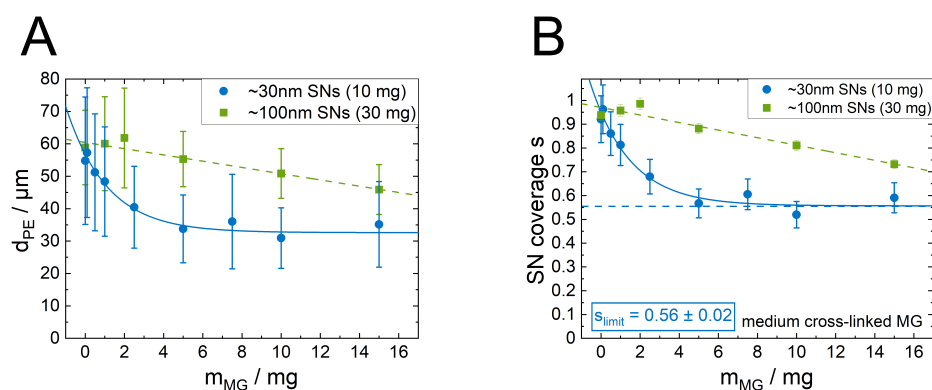 A
80
70
60
50
40
30
20
10
0
d_PE / μm
~30nm SNs (10 mg)
~100nm SNs (30 mg)
0 2 4 6 8 10 12 14 16
m_MG / mg
B
1
0.9
0.8
0.7
0.6
0.5
0.4
0.3
0.2
0.1
0
SN coverage s
~30nm SNs (10 mg)
~100nm SNs (30 mg)
s_limit = 0.56 ± 0.02
medium cross-linked MG
0 2 4 6 8 10 12 14 16
m_MG / mg